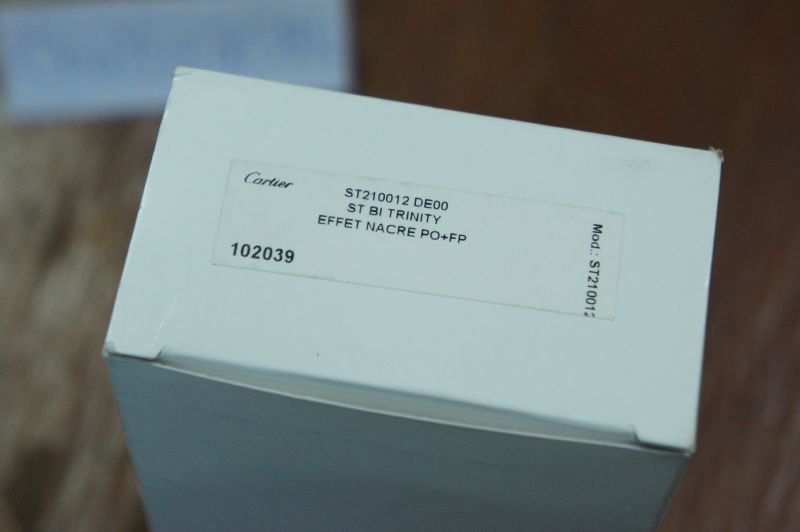 Cartier
ST210012 DE00
ST BI TRINITY
EFFET NACRE PO+FP
102039
Mod.: ST210012